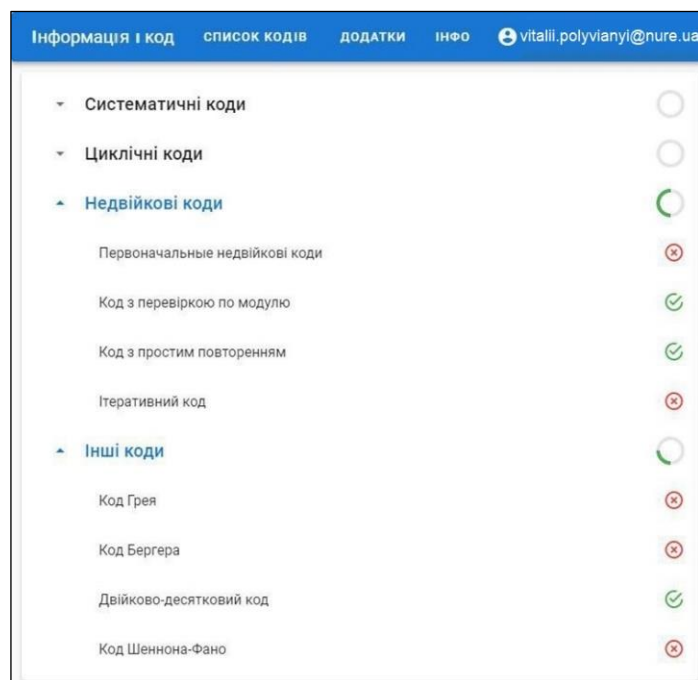 Інформація і код СПИСОК КОДІВ ДОДАТКИ ІНФО vitalii.polyvianyi@nure.ua
Систематичні коди
Циклічні коди
Недвійкові коди
Первоначальные недвійкові коди
Код з перевіркою по модулю
Код з простим повторенням
Ітеративний код
Інші коди
Код Грея
Код Бергера
Двійково-десятковий код
Код Шеннона-Фано